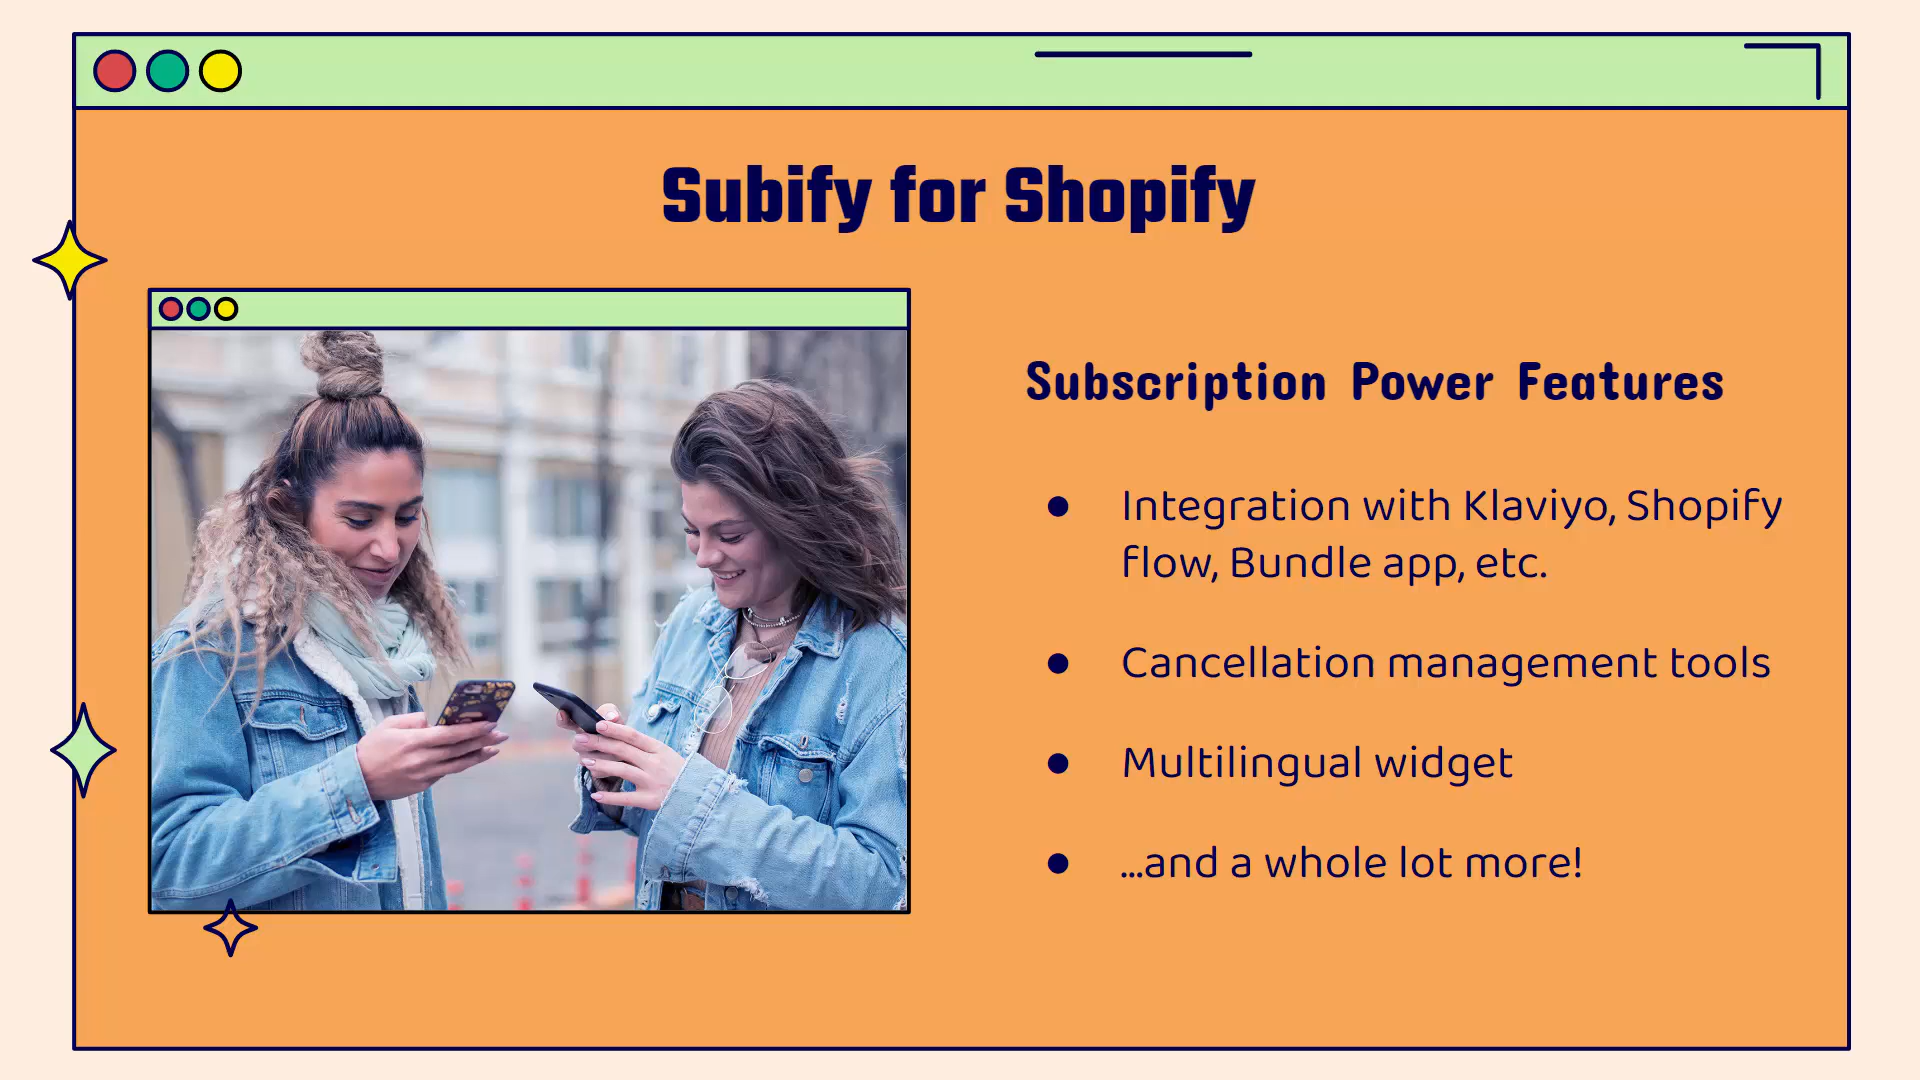 Subify for Shopify
Subscription Power Features
● Integration with Klaviyo, Shopify
flow, Bundle app, etc.
● Cancellation management tools
● Multilingual widget
● ...and a whole lot more!